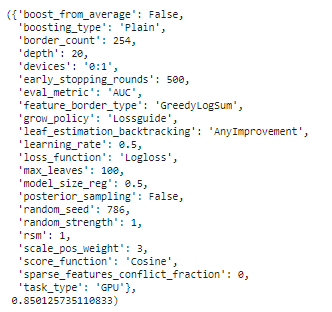 ({'boost_from_average': False,
'boosting_type': 'Plain',
'border_count': 254,
'depth': 20,
'devices': '0:1',
'early_stopping_rounds': 500,
'eval_metric': 'AUC',
'feature_border_type': 'GreedyLogSum',
'grow_policy': 'Lossguide',
'leaf_estimation_backtracking': 'AnyImprovement',
'learning_rate': 0.5,
'loss_function': 'Logloss',
'max_leaves': 100,
'model_size_reg': 0.5,
'posterior_sampling': False,
'random_seed': 786,
'random_strength': 1,
'rsm': 1,
'scale_pos_weight': 3,
'score_function': 'Cosine',
'sparse_features_conflict_fraction': 0,
'task_type': 'GPU'},
0.850125735110833)